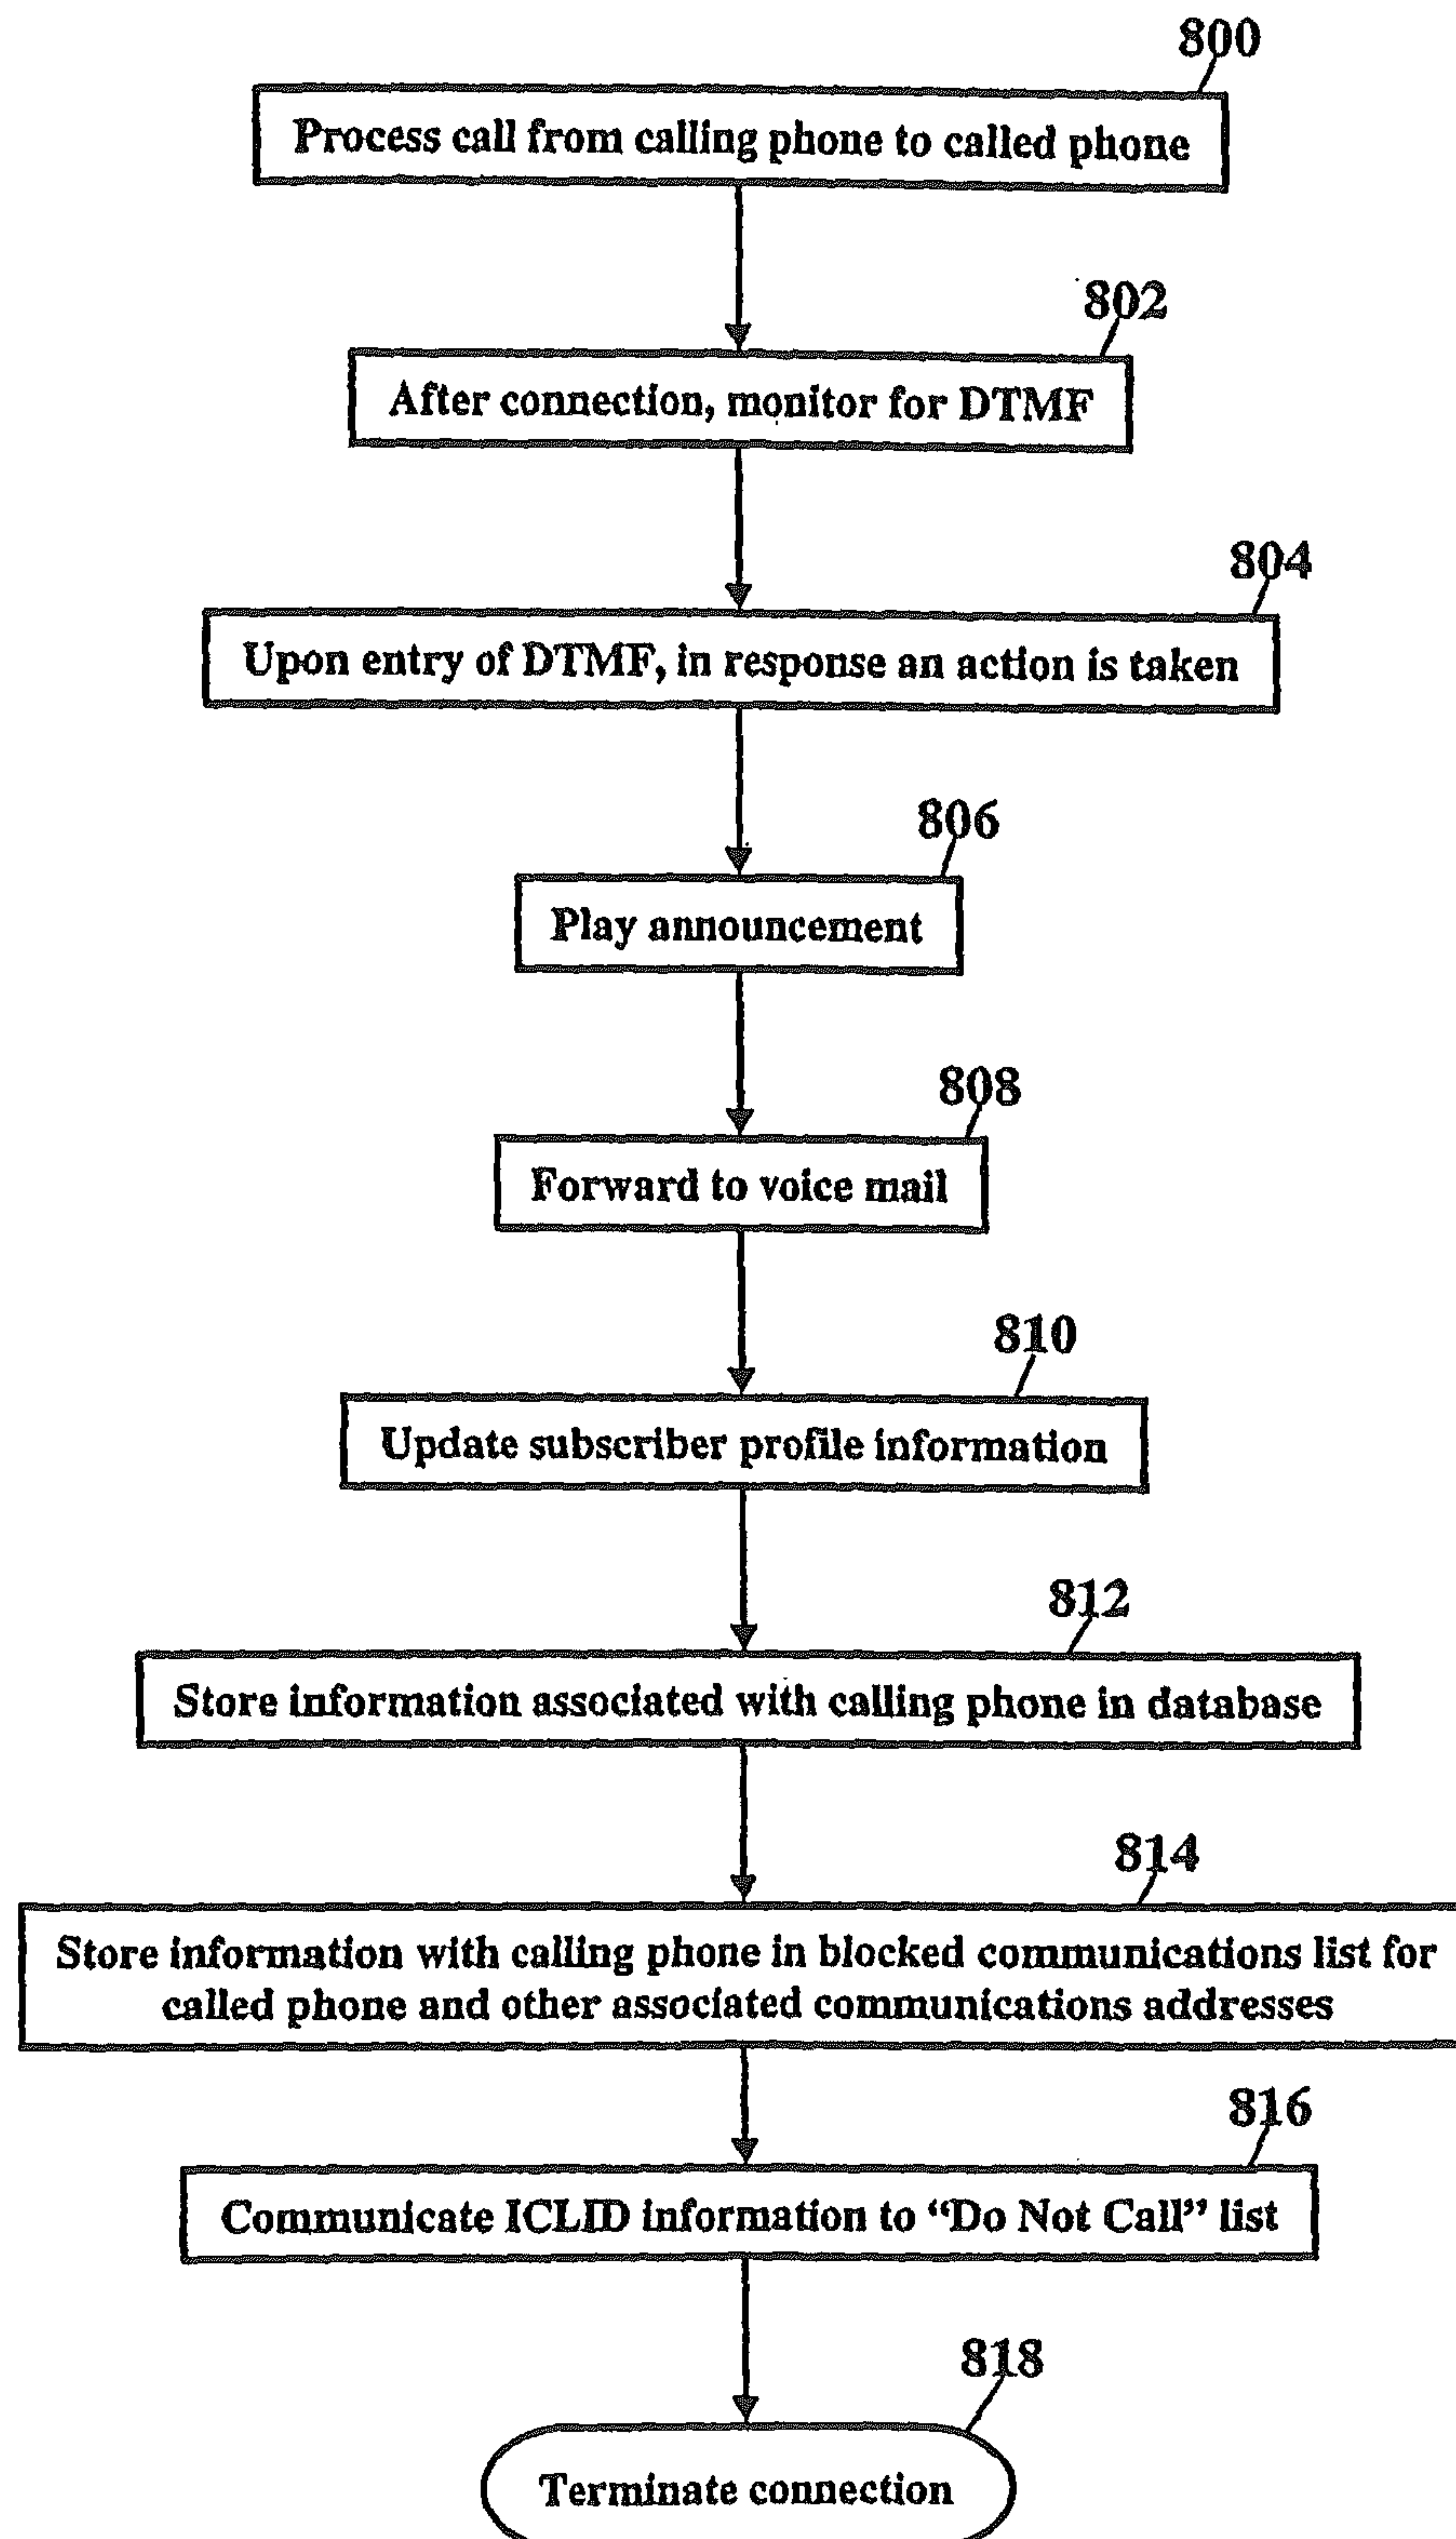 800
Process call from calling phone to called phone
802
After connection, monitor for DTMF
804
Upon entry of DTMF, in response an action is taken
806
Play announcement
808
Forward to voice mail
810
Update subscriber profile information
812
Store information associated with calling phone in database
814
Store information with calling phone in blocked communications list for
called phone and other associated communications addresses
816
Communicate ICLID information to “Do Not Call” list
818
Terminate connection